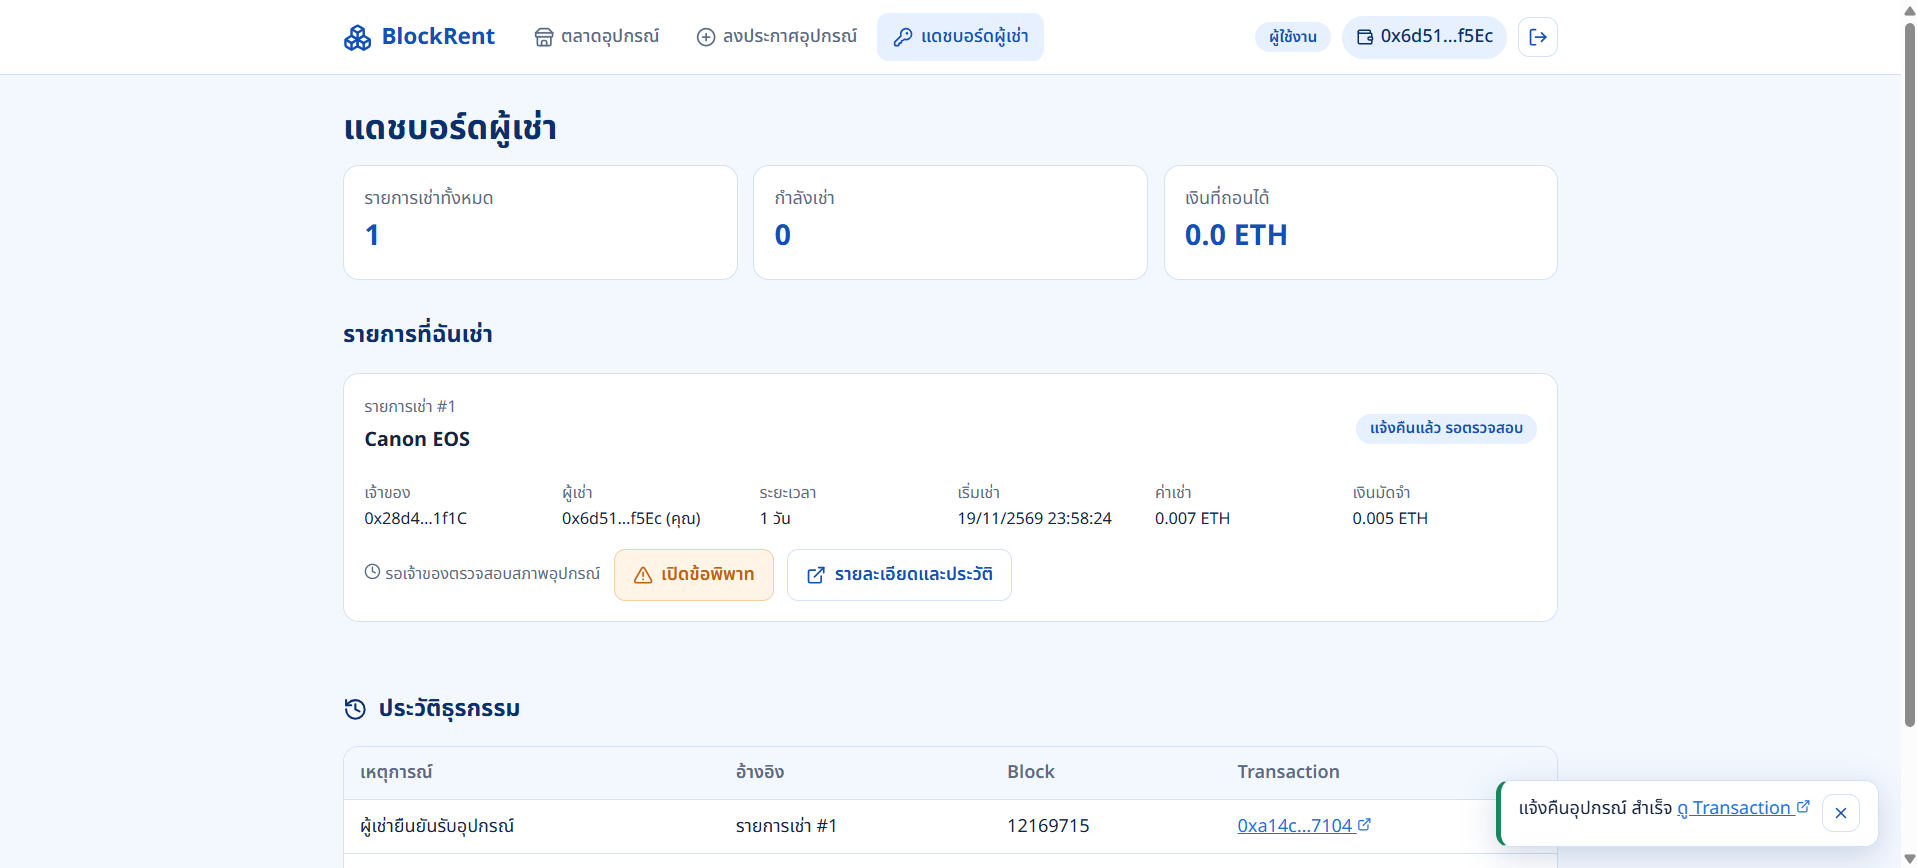 BlockRent
ตลาดอุปกรณ์
ลงประกาศอุปกรณ์
แดชบอร์ดผู้เช่า
ผู้ใช้งาน
0x6d51...f5Ec
แดชบอร์ดผู้เช่า
รายการเช่าทั้งหมด
1
กำลังเช่า
0
เงินที่ถอนได้
0.0 ETH
รายการที่ฉันเช่า
รายการเช่า #1
Canon EOS
แจ้งคืนแล้ว รอตรวจสอบ
เจ้าของ
0x28d4...1f1C
ผู้เช่า
0x6d51...f5Ec (คุณ)
ระยะเวลา
1 วัน
เริ่มเช่า
19/11/2569 23:58:24
ค่าเช่า
0.007 ETH
เงินมัดจำ
0.005 ETH
รอเจ้าของตรวจสอบสภาพอุปกรณ์
เปิดข้อพิพาท
รายละเอียดและประวัติ
ประวัติธุรกรรม
เหตุการณ์ อ้างอิง Block Transaction
ผู้เช่ายืนยันรับอุปกรณ์ รายการเช่า #1 12169715 0xa14c...7104
แจ้งคืนอุปกรณ์ สำเร็จ ดู Transaction